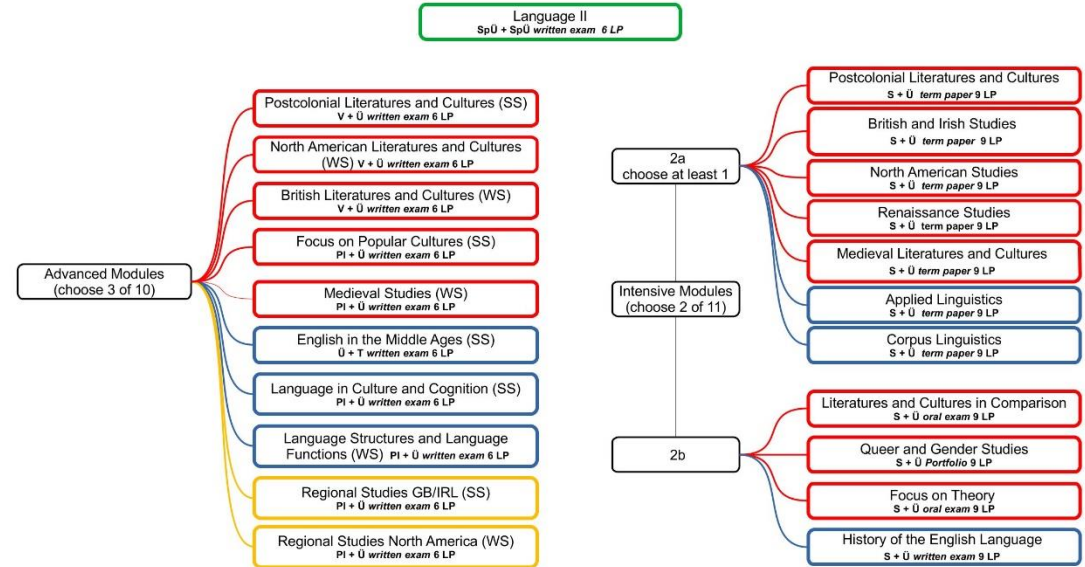 Language II
SpÜ + SpÜ written exam 6 LP
Advanced Modules
(choose 3 of 10)
Postcolonial Literatures and Cultures (SS)
V + Ü written exam 6 LP
North American Literatures and Cultures
(WS) V + Ü written exam 6 LP
British Literatures and Cultures (WS)
V + Ü written exam 6 LP
Focus on Popular Cultures (SS)
PI + Ü written exam 6 LP
Medieval Studies (WS)
PI + Ü written exam 6 LP
English in the Middle Ages (SS)
Ü + T written exam 6 LP
Language in Culture and Cognition (SS)
PI + Ü written exam 6 LP
Language Structures and Language
Functions (WS) PI + Ü written exam 6 LP
Regional Studies GB/IRL (SS)
PI + Ü written exam 6 LP
Regional Studies North America (WS)
PI + Ü written exam 6 LP
Intensive Modules
(choose 2 of 11)
2a
choose at least 1
Postcolonial Literatures and Cultures
S + Ü term paper 9 LP
British and Irish Studies
S + Ü term paper 9 LP
North American Studies
S + Ü term paper 9 LP
Renaissance Studies
S + Ü term paper 9 LP
Medieval Literatures and Cultures
S + Ü term paper 9 LP
Applied Linguistics
S + Ü term paper 9 LP
Corpus Linguistics
S + Ü term paper 9 LP
2b
Literatures and Cultures in Comparison
S + Ü oral exam 9 LP
Queer and Gender Studies
S + Ü Portfolio 9 LP
Focus on Theory
S + Ü oral exam 9 LP
History of the English Language
S + Ü written exam 9 LP